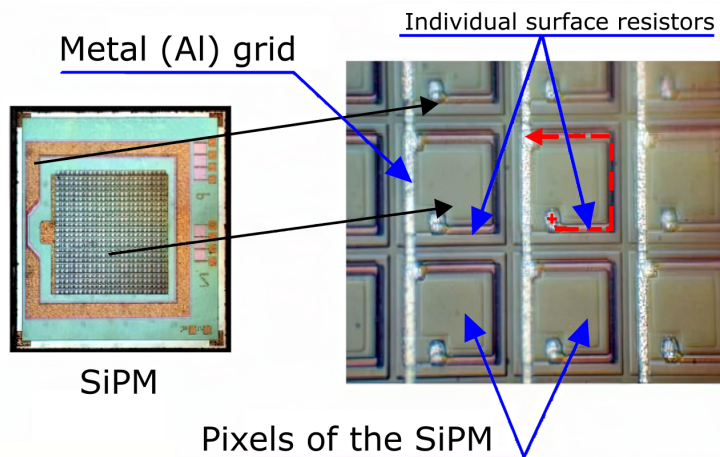 Individual surface resistors
Metal (Al) grid
SiPM
Pixels of the SiPM